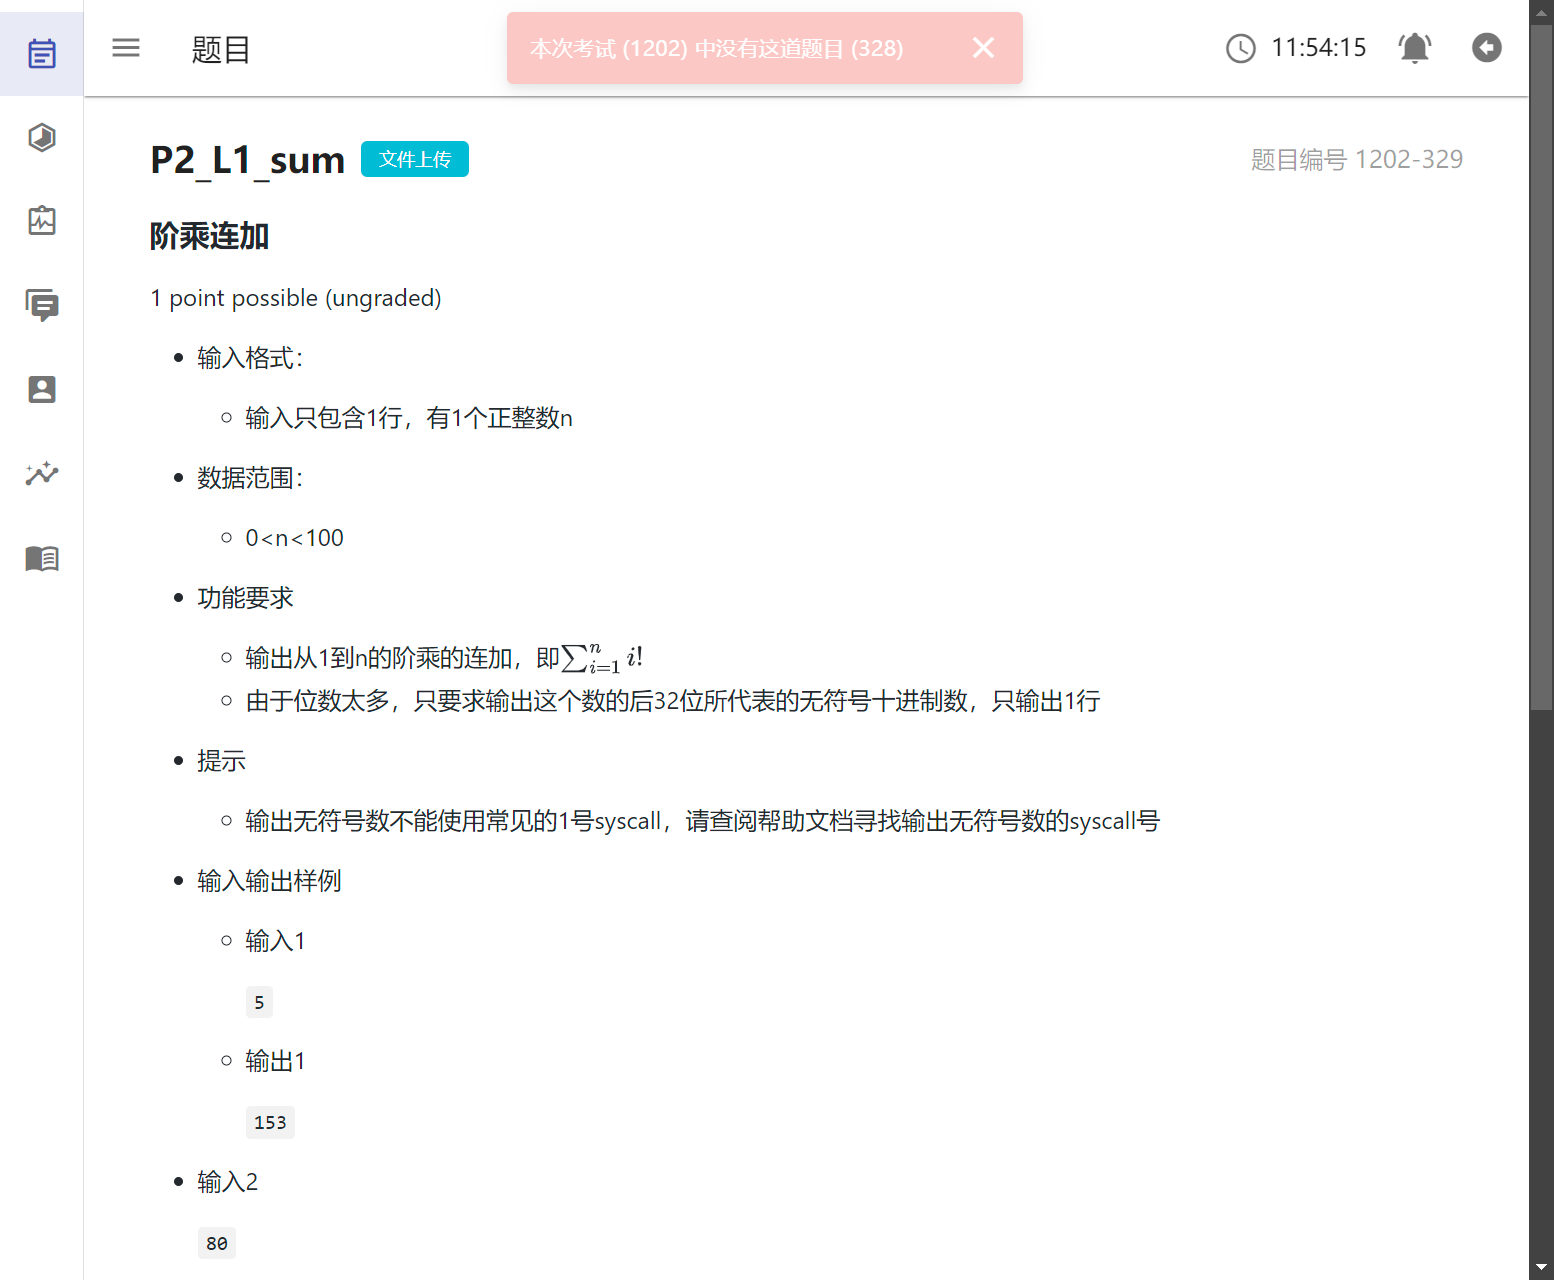 题目
本次考试 (1202) 中没有这道题目 (328)
11:54:15
P2_L1_sum 文件上传
题目编号 1202-329
阶乘连加
1 point possible (ungraded)
输入格式：
输入只包含1行，有1个正整数n
数据范围：
0<n<100
功能要求
输出从1到n的阶乘的连加，即∑ⁿᵢ₌₁ i!
由于位数太多，只要求输出这个数的后32位所代表的无符号十进制数，只输出1行
提示
输出无符号数不能使用常见的1号syscall，请查阅帮助文档寻找输出无符号数的syscall号
输入输出样例
输入1
5
输出1
153
输入2
80